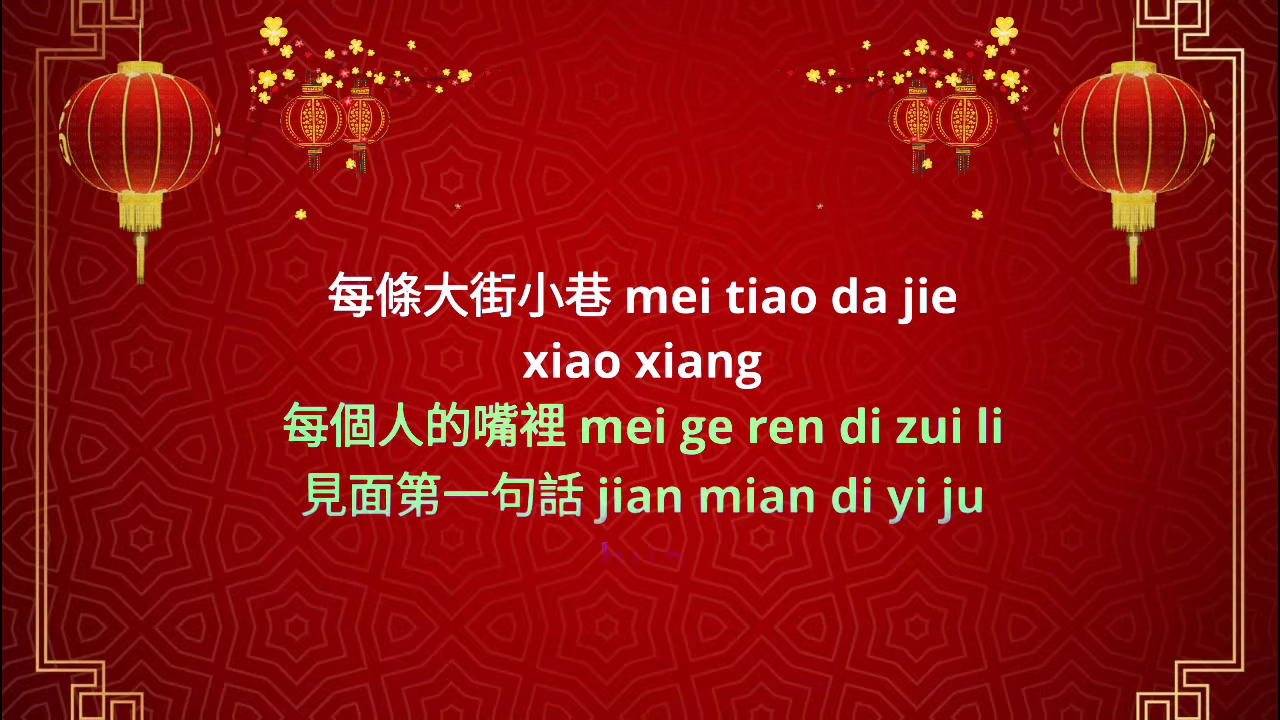 每條大街小巷 mei tiao da jie
xiao xiang
每個人的嘴裡 mei ge ren di zui li
見面第一句話 jian mian di yi ju